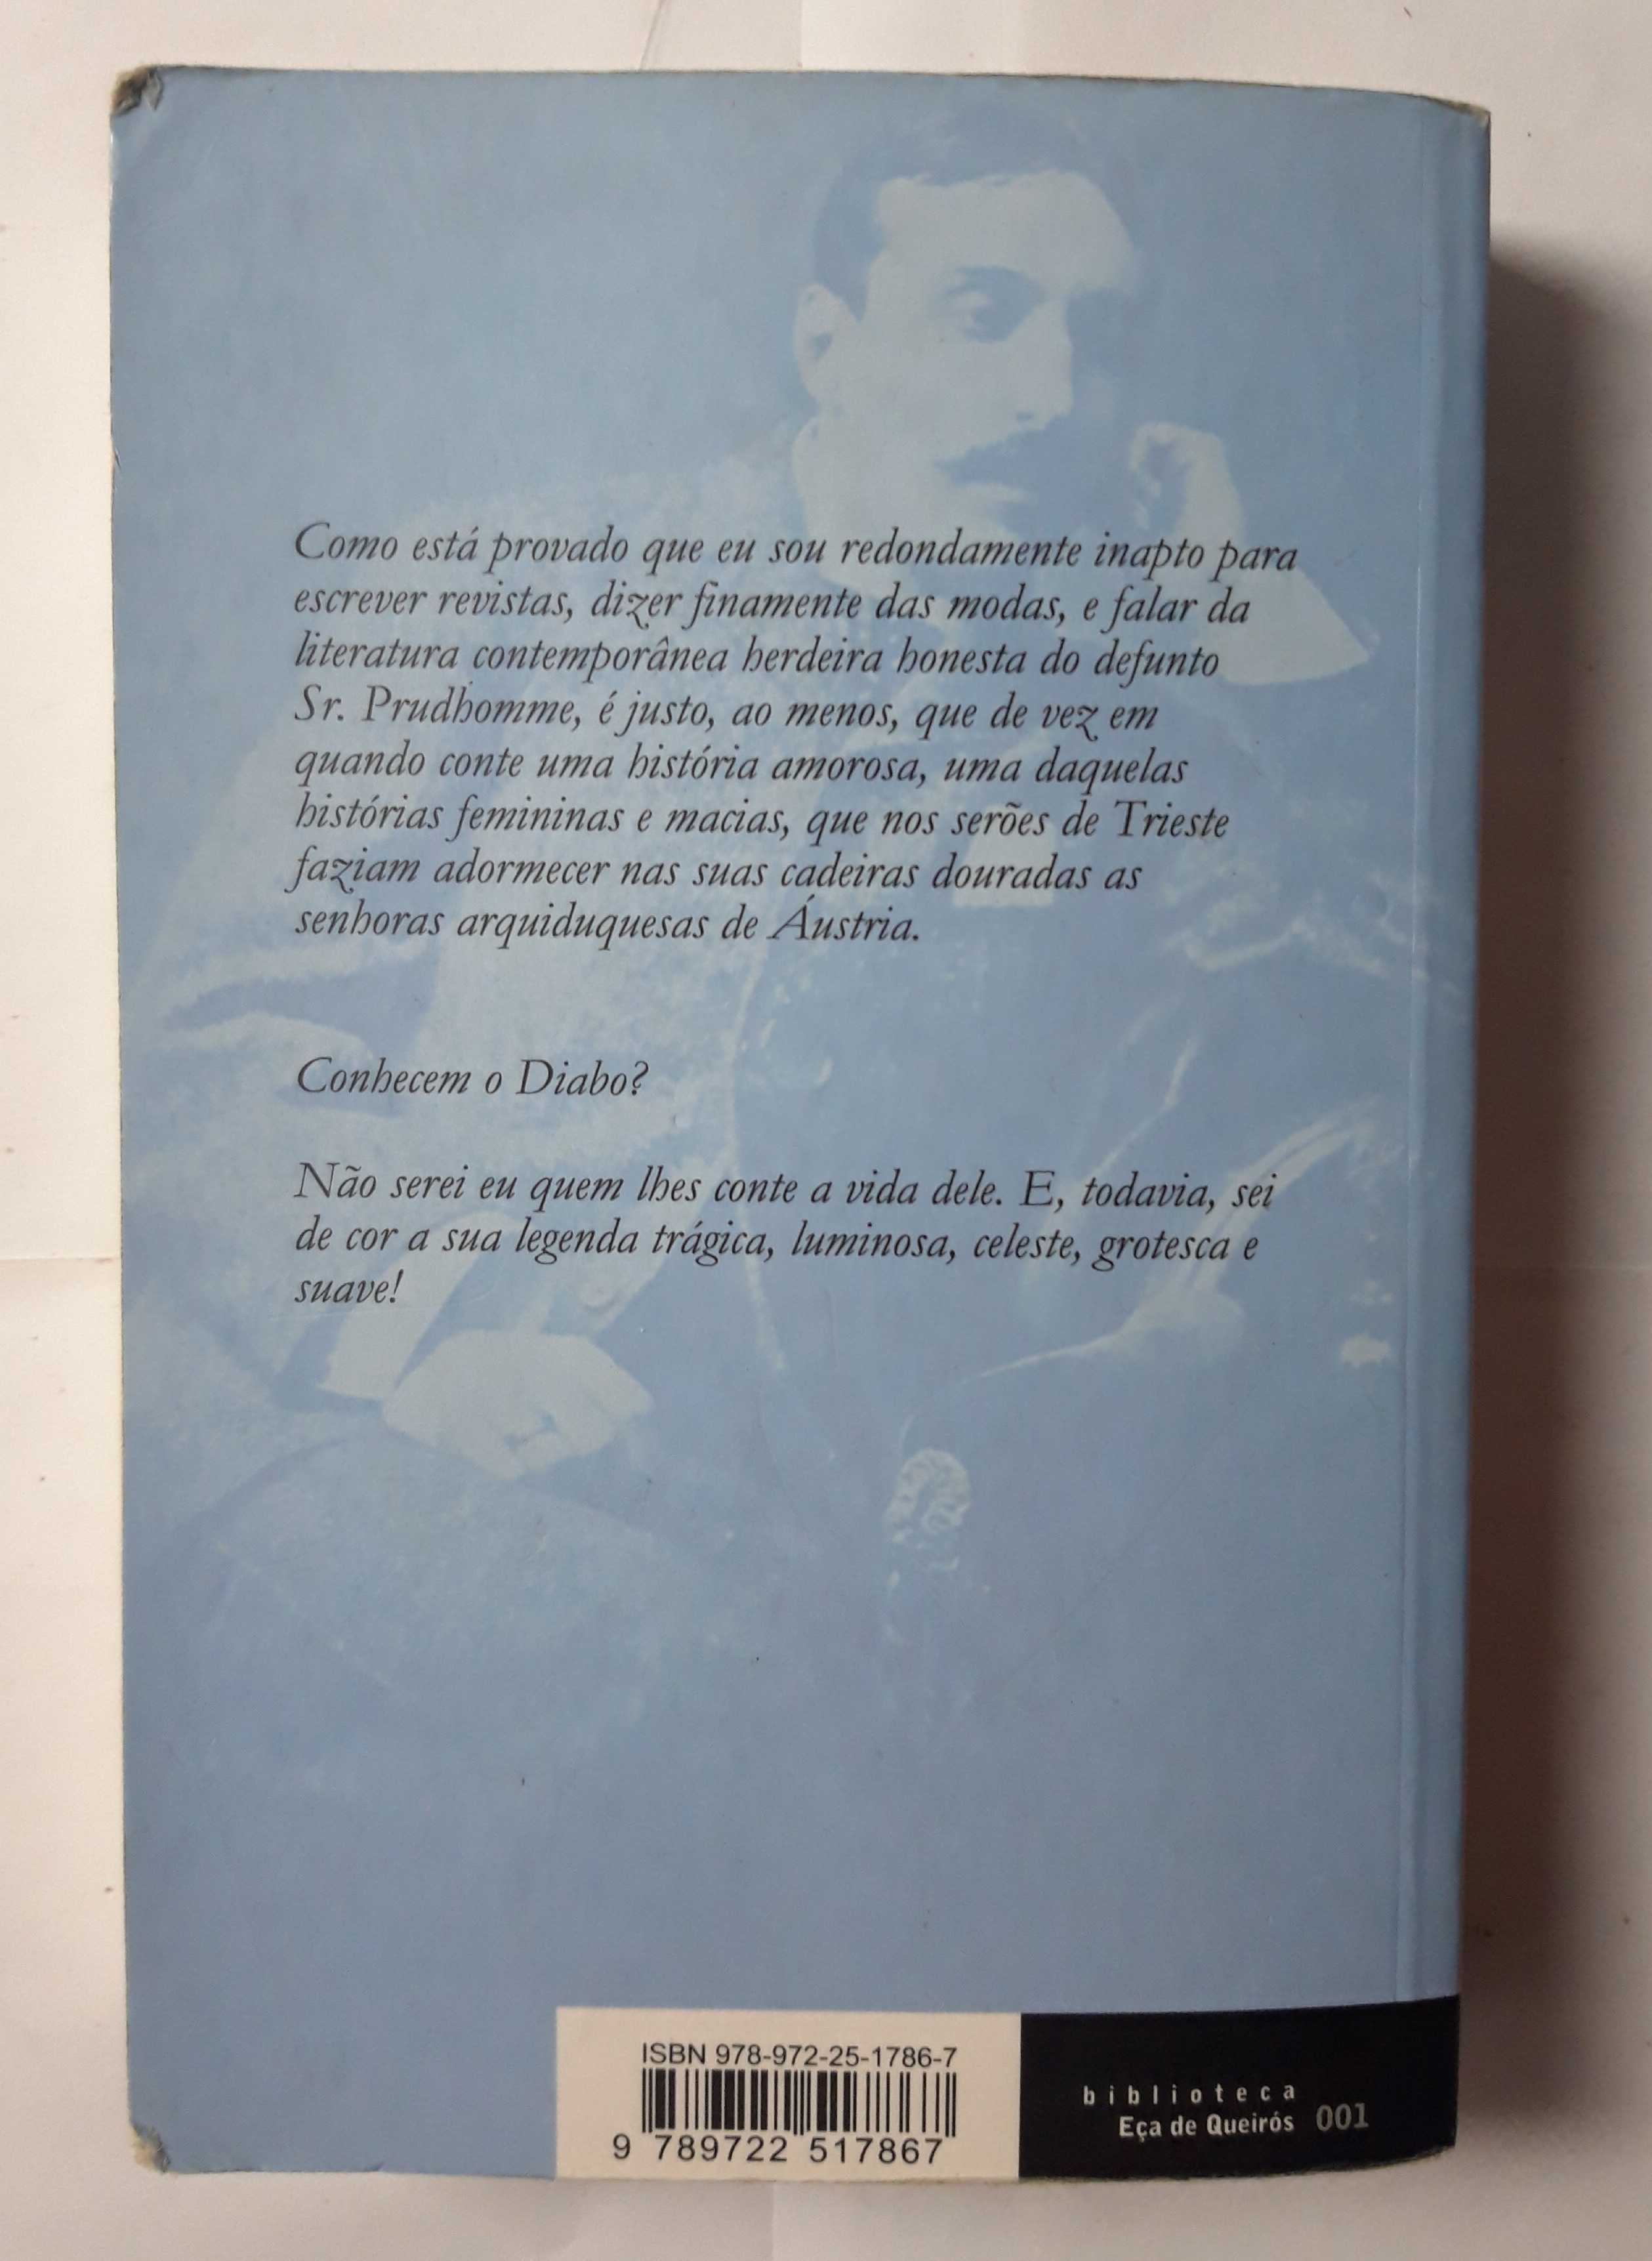 Como está provado que eu sou redondamente inapto para
escrever revistas, dizer finamente das modas, e falar da
literatura contemporânea herdeira honesta do defunto
Sr. Prudhomme, é justo, ao menos, que de vez em
quando conte uma história amorosa, uma daquelas
histórias femininas e macias, que nos serões de Trieste
faziam adormecer nas suas cadeiras douradas as
senhoras arquiduquesas de Áustria.
Conhecem o Diabo?
Não serei eu quem lhes conte a vida dele. E, todavia, sei
de cor a sua legenda trágica, luminosa, celeste, grotesca e
suave!
ISBN 978-972-25-1786-7
9 789722 517867
biblioteca
Eça de Queirós 001